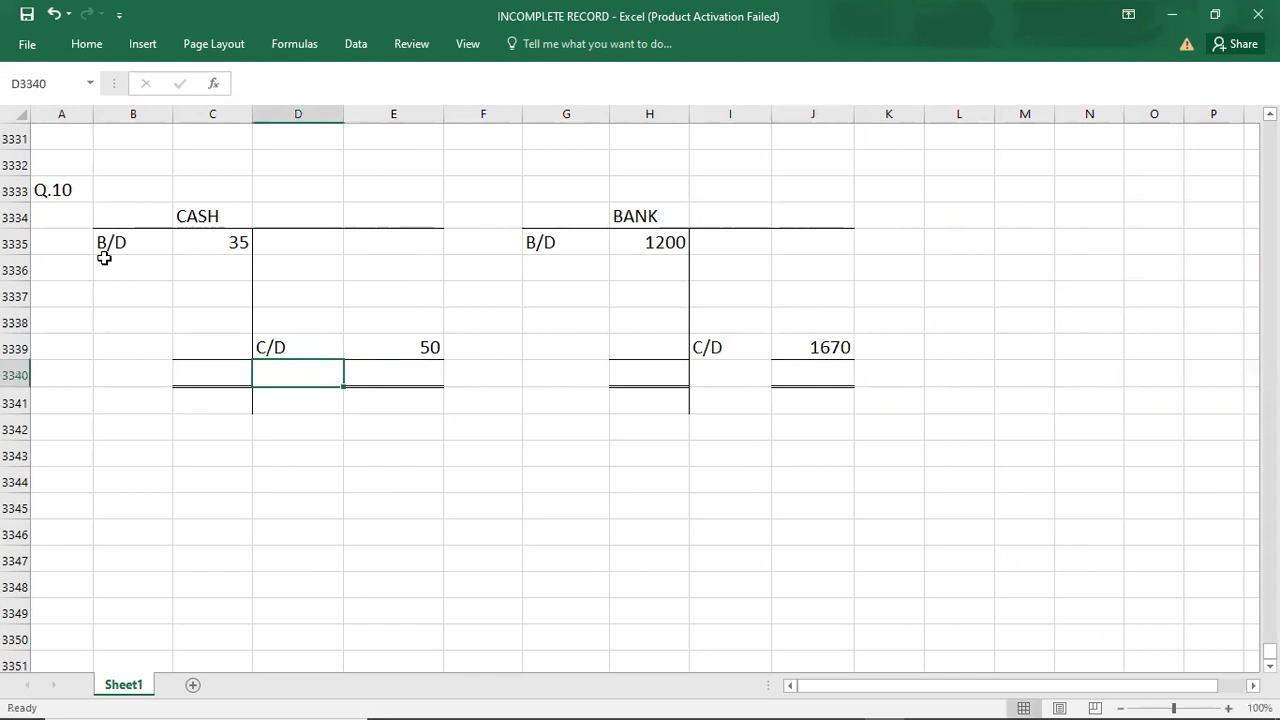 INCOMPLETE RECORD - Excel (Product Activation Failed)
File Home Insert Page Layout Formulas Data Review View Tell me what you want to do... Share
D3340 fx
A B C D E F G H I J K L M N O P
3331
3332
3333 Q.10
3334 CASH BANK
3335 B/D 35 B/D 1200
3336
3337
3338
3339 C/D 50 C/D 1670
3340
3341
3342
3343
3344
3345
3346
3347
3348
3349
3350
3351
Sheet1
Ready 100%